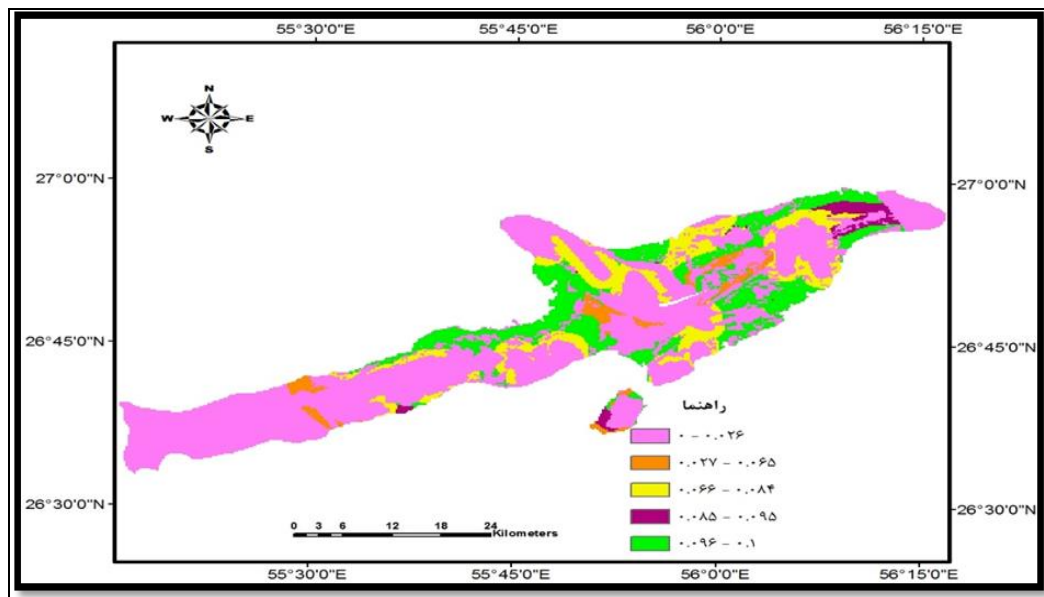 55°30'0"E 55°45'0"E 56°0'0"E 56°15'0"E
N
W E
S
27°0'0"N 27°0'0"N
26°45'0"N 26°45'0"N
راهنما
۰ - ۰.۰۲۶
۰.۰۲۷ - ۰.۰۶۵
۰.۰۶۶ - ۰.۰۸۴
۰.۰۸۵ - ۰.۰۹۵
۰.۰۹۶ - ۰.۱
26°30'0"N 26°30'0"N
0 3 6 12 18 24
Kilometers
55°30'0"E 55°45'0"E 56°0'0"E 56°15'0"E